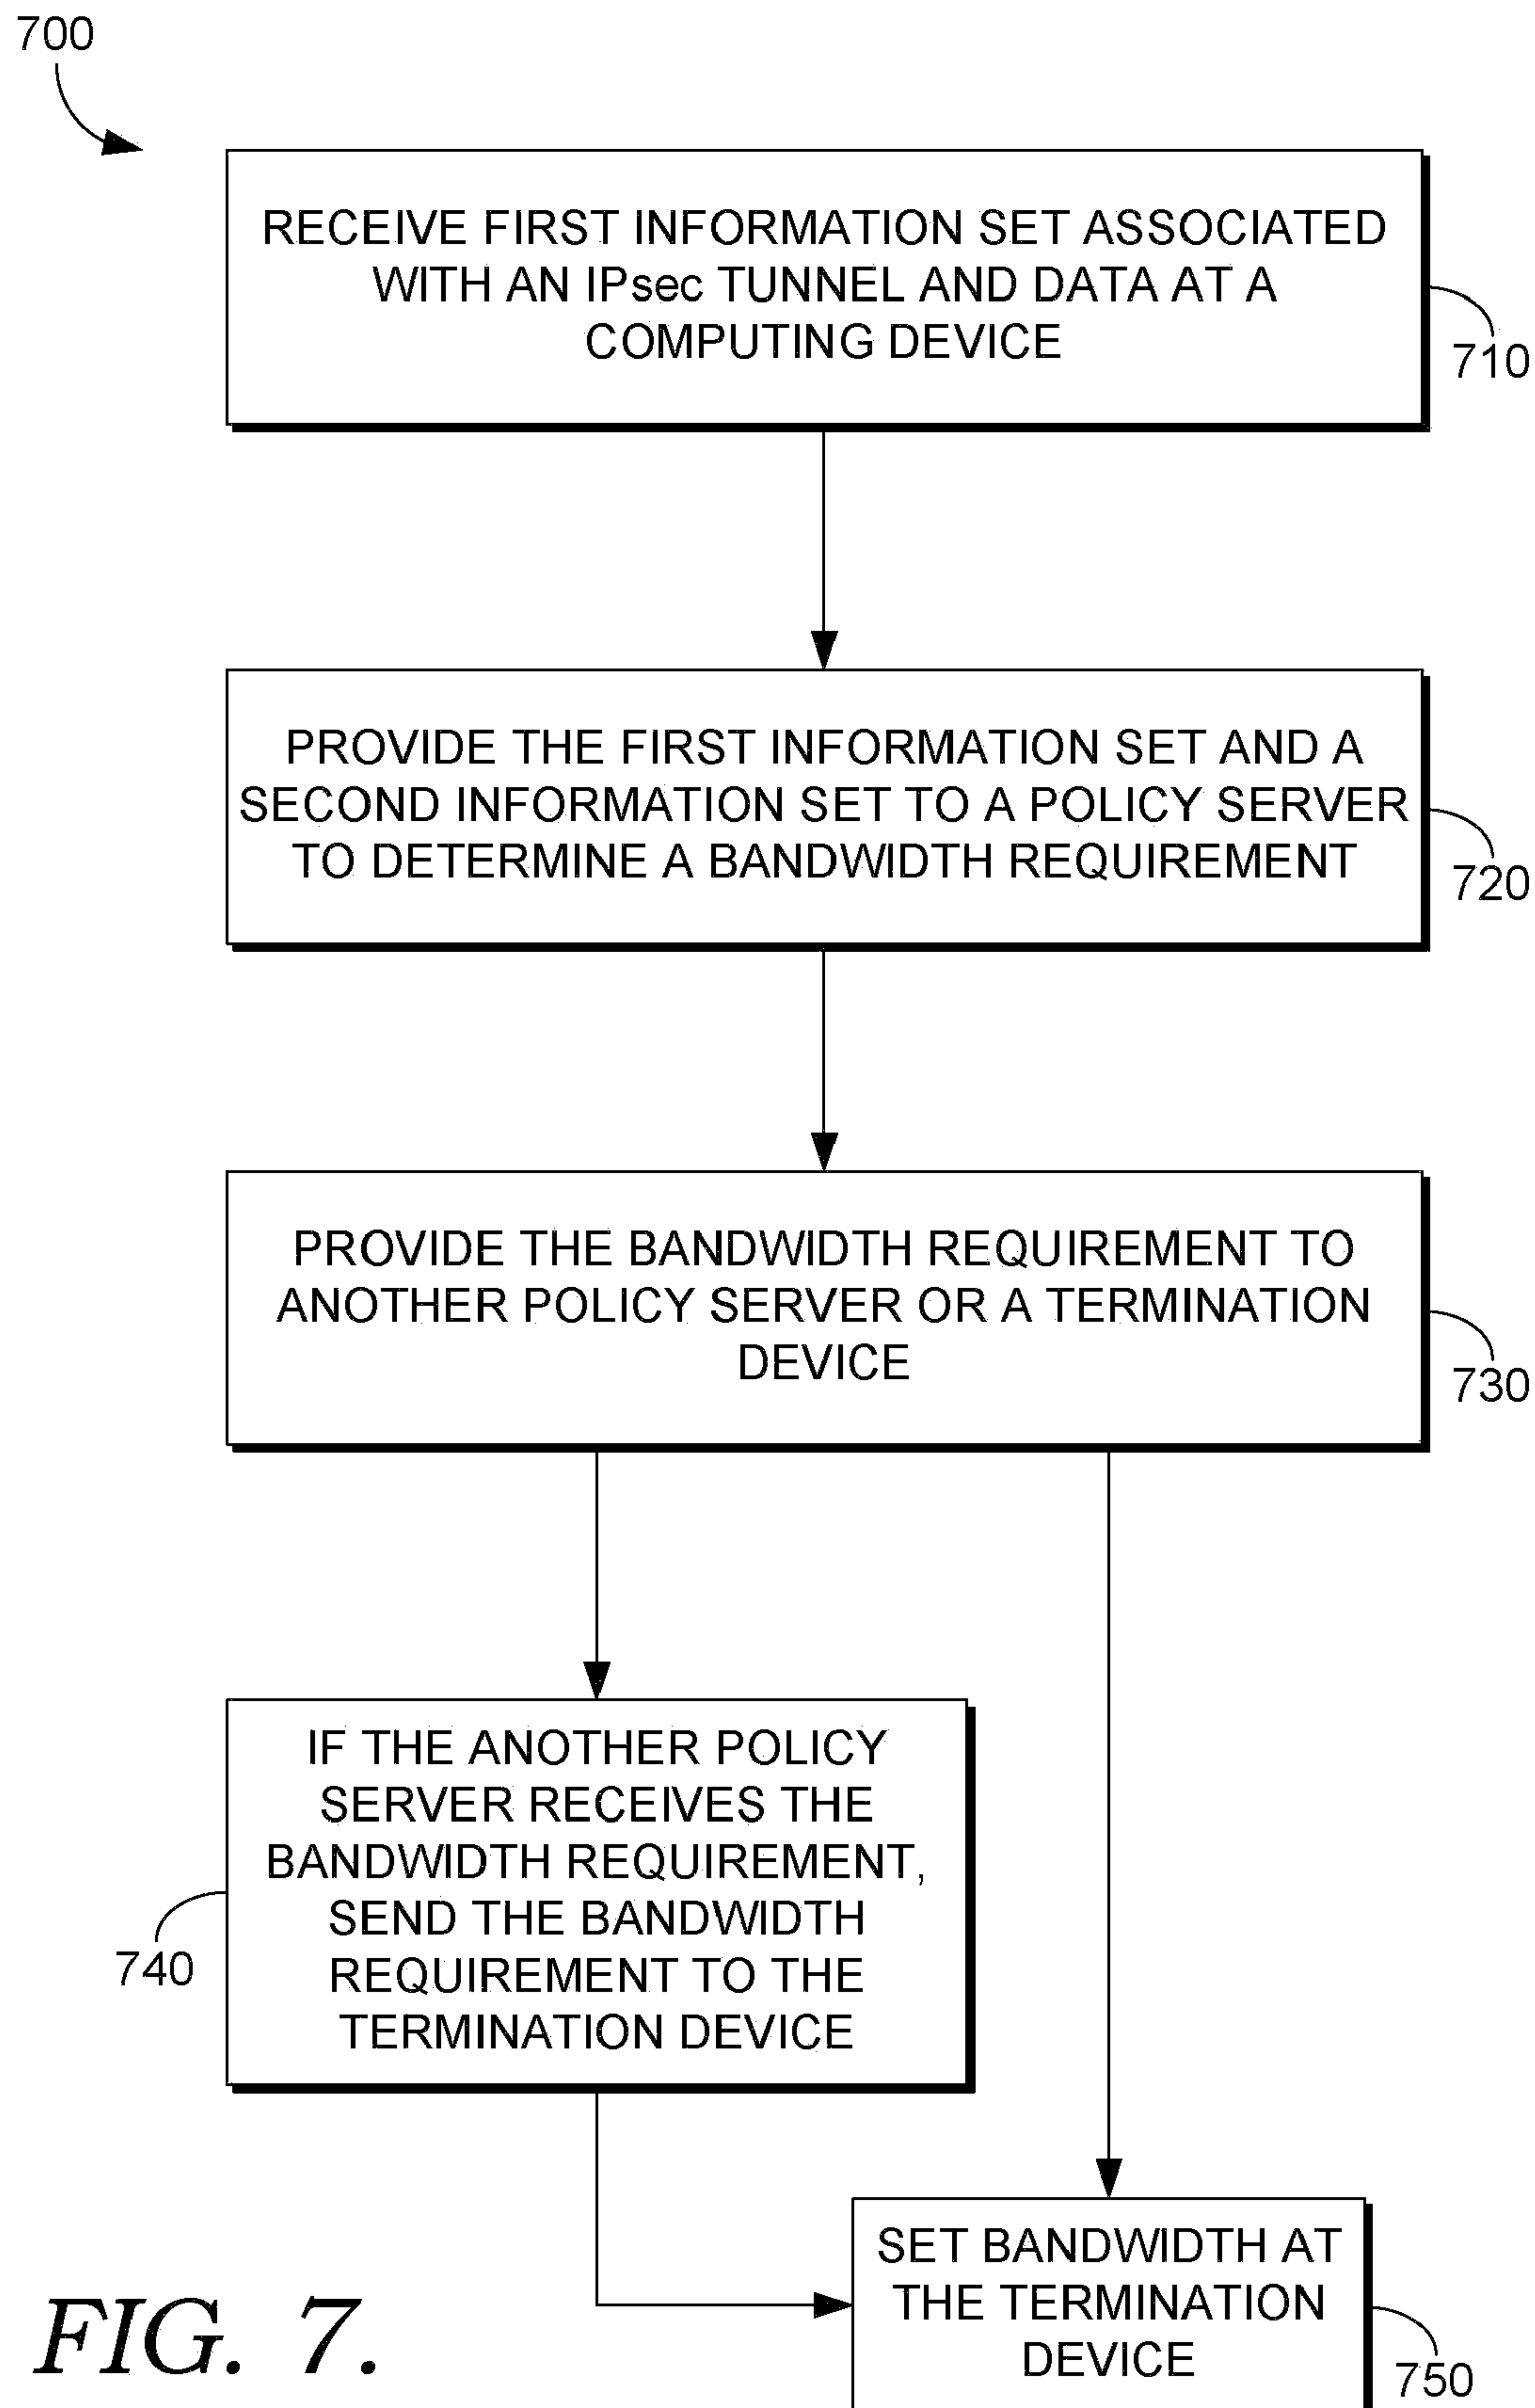 700
RECEIVE FIRST INFORMATION SET ASSOCIATED
WITH AN IPsec TUNNEL AND DATA AT A
COMPUTING DEVICE
710
PROVIDE THE FIRST INFORMATION SET AND A
SECOND INFORMATION SET TO A POLICY SERVER
TO DETERMINE A BANDWIDTH REQUIREMENT
720
PROVIDE THE BANDWIDTH REQUIREMENT TO
ANOTHER POLICY SERVER OR A TERMINATION
DEVICE
730
IF THE ANOTHER POLICY
SERVER RECEIVES THE
BANDWIDTH REQUIREMENT,
SEND THE BANDWIDTH
REQUIREMENT TO THE
TERMINATION DEVICE
740
SET BANDWIDTH AT
THE TERMINATION
DEVICE
750
FIG. 7.